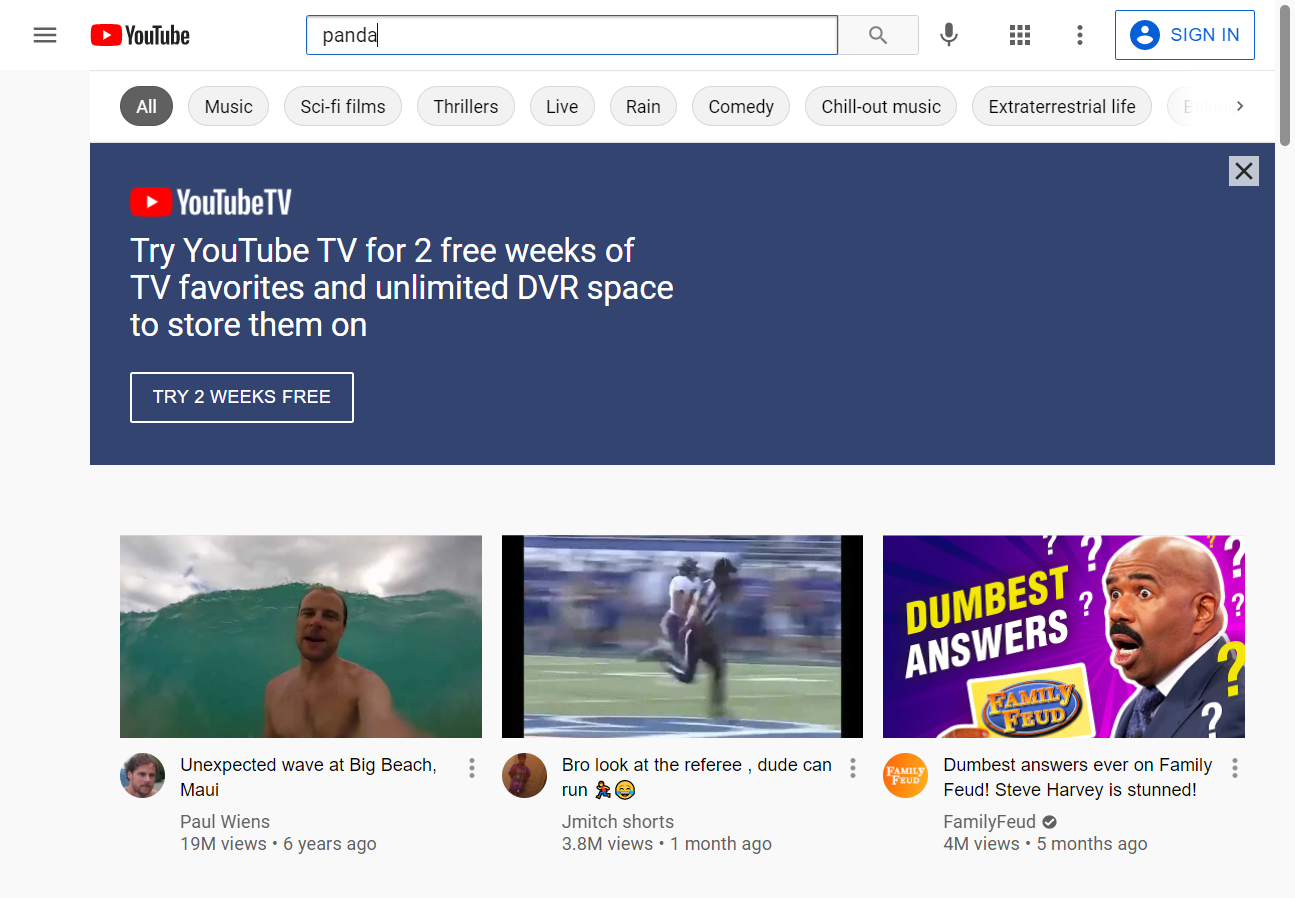 YouTube
panda
SIGN IN
All
Music
Sci-fi films
Thrillers
Live
Rain
Comedy
Chill-out music
Extraterrestrial life
YouTubeTV
Try YouTube TV for 2 free weeks of
TV favorites and unlimited DVR space
to store them on
TRY 2 WEEKS FREE
DUMBEST
ANSWERS
FAMILY
FEUD
Unexpected wave at Big Beach,
Maui
Paul Wiens
19M views • 6 years ago
Bro look at the referee , dude can
run 🏃🏿😂
Jmitch shorts
3.8M views • 1 month ago
FAMILY
FEUD
Dumbest answers ever on Family
Feud! Steve Harvey is stunned!
FamilyFeud
4M views • 5 months ago